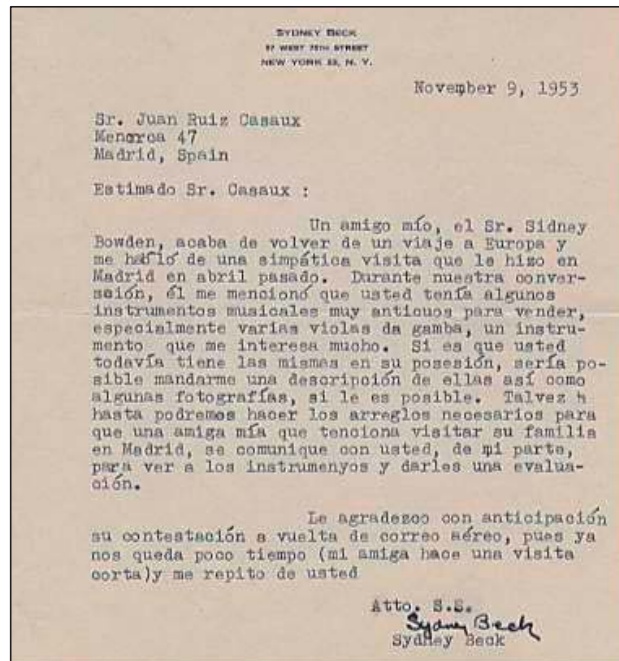 SYDNEY BECK
57 WEST 75TH STREET
NEW YORK 23, N. Y.
November 9, 1953
Sr. Juan Ruiz Casaux
Menorca 47
Madrid, Spain
Estimado Sr. Casaux :
Un amigo mío, el Sr. Sidney
Bowden, acaba de volver de un viaje a Europa y
me habló de una simpática visita que le hizo en
Madrid en abril pasado. Durante nuestra conver-
sación, él me mencionó que usted tenía algunos
instrumentos musicales muy anticuos para vender,
especialmente varias violas da gamba, un instru-
mento que me interesa mucho. Si es que usted
todavía tiene las mismas en su posesión, sería po-
sible mandarme una descripción de ellas así como
algunas fotografías, si le es posible. Talvez h
hasta podremos hacer los arreglos necesarios para
que una amiga mía que tenciona visitar su familia
en Madrid, se comunique con usted, de mi parte,
para ver a los instrumenyos y darles una evalua-
ción.
Le agradesco con anticipación
su contestación a vuelta de correo aéreo, pues ya
nos queda poco tiempo (mi amiga hace una visita
corta)y me repito de usted
Atto. S.S.
Sydney Beck
Sydney Beck